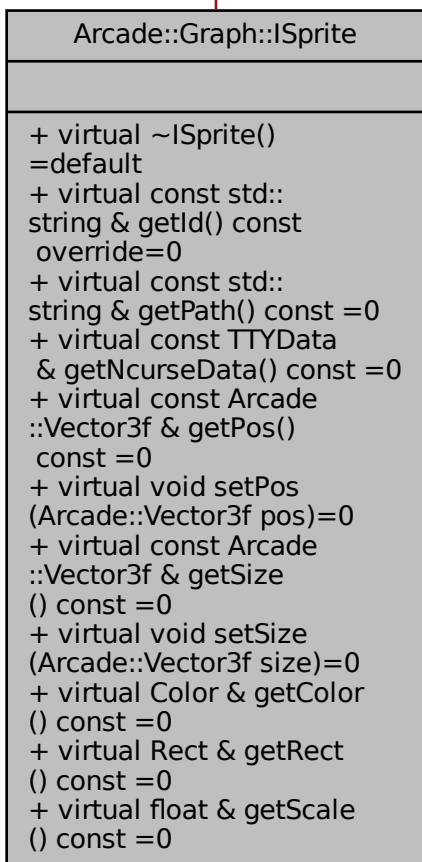 Arcade::Graph::ISprite
+ virtual ~ISprite()
=default
+ virtual const std::
string & getId() const
override=0
+ virtual const std::
string & getPath() const =0
+ virtual const TTYData
& getNcurseData() const =0
+ virtual const Arcade
::Vector3f & getPos()
const =0
+ virtual void setPos
(Arcade::Vector3f pos)=0
+ virtual const Arcade
::Vector3f & getSize
() const =0
+ virtual void setSize
(Arcade::Vector3f size)=0
+ virtual Color & getColor
() const =0
+ virtual Rect & getRect
() const =0
+ virtual float & getScale
() const =0